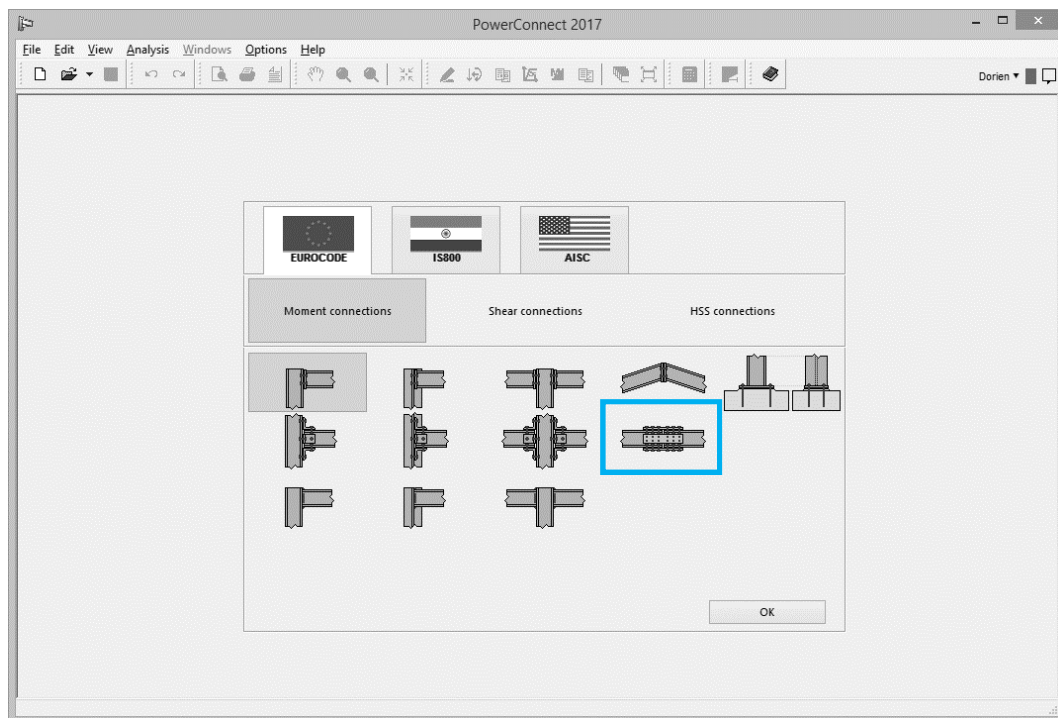 PowerConnect 2017
File Edit View Analysis Windows Options Help
Dorien
EUROCODE IS800 AISC
Moment connections Shear connections HSS connections
OK